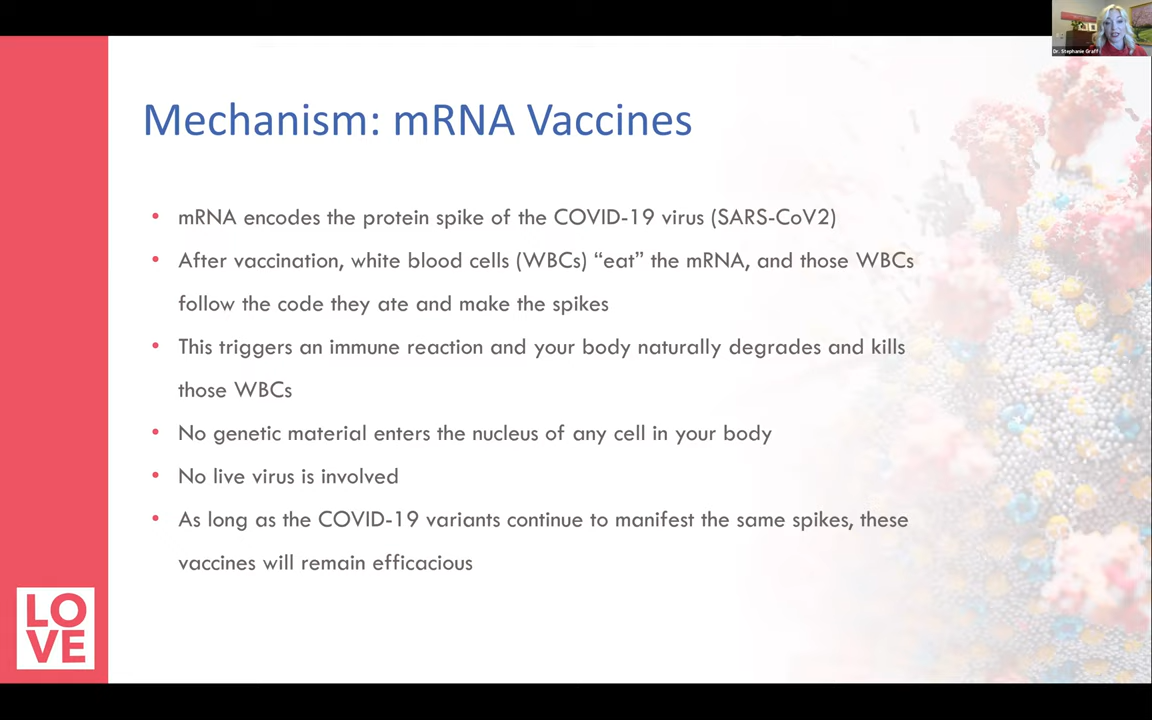 Dr. Stephanie Graff
Mechanism: mRNA Vaccines
• mRNA encodes the protein spike of the COVID-19 virus (SARS-CoV2)
• After vaccination, white blood cells (WBCs) “eat” the mRNA, and those WBCs
follow the code they ate and make the spikes
• This triggers an immune reaction and your body naturally degrades and kills
those WBCs
• No genetic material enters the nucleus of any cell in your body
• No live virus is involved
• As long as the COVID-19 variants continue to manifest the same spikes, these
vaccines will remain efficacious
LO
VE